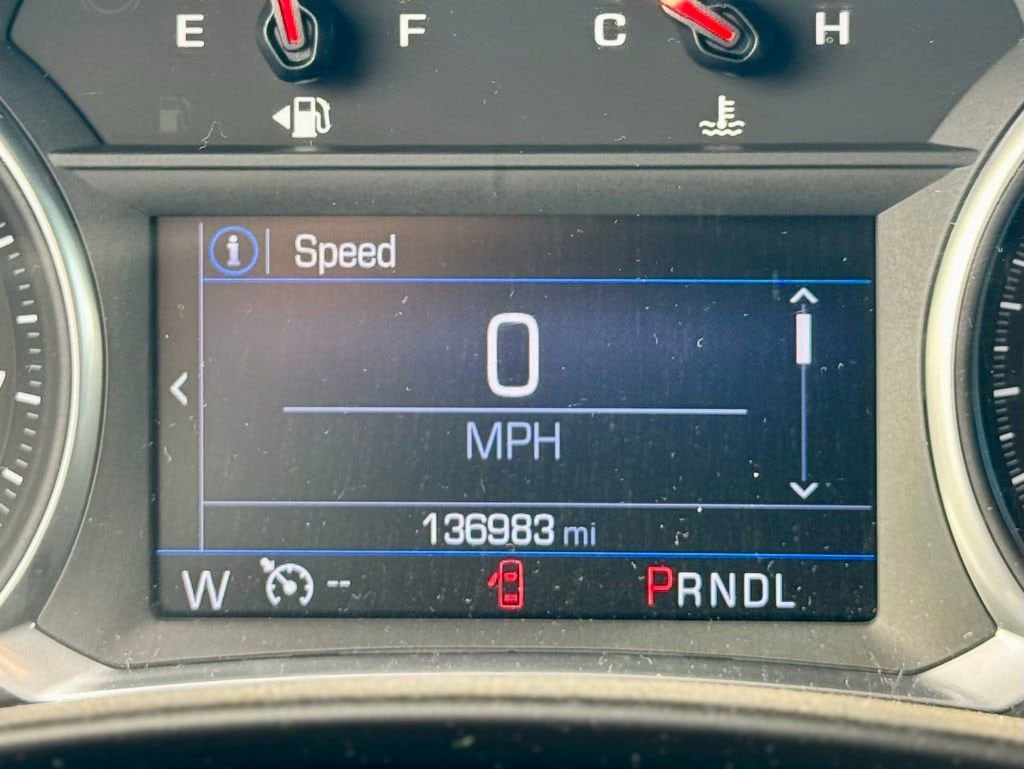 E F C H
i Speed
0
MPH
136983 mi
W -- PRNDL